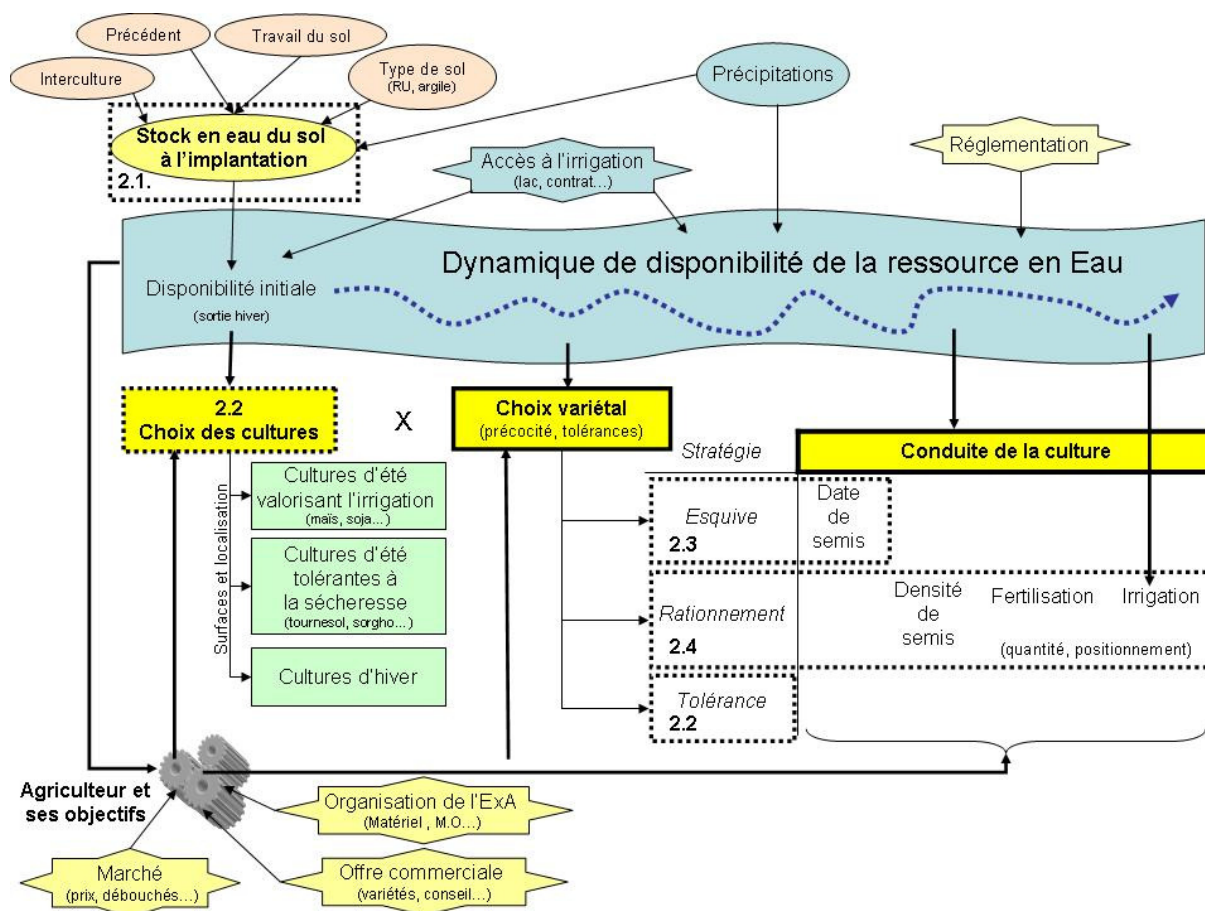 Précédent
Travail du sol
Interculture
Type de sol
(RU, argile)
Précipitations
Stock en eau du sol
à l'implantation
2.1.
Accès à l'irrigation
(lac, contrat…)
Réglementation
Dynamique de disponibilité de la ressource en Eau
Disponibilité initiale
(sortie hiver)
2.2
Choix des cultures
X
Choix variétal
(précocité, tolérances)
Stratégie
Conduite de la culture
Surfaces et localisation
Cultures d'été
valorisant l'irrigation
(maïs, soja…)
Cultures d'été
tolérantes à
la sécheresse
(tournesol, sorgho…)
Cultures d'hiver
Esquive
2.3
Date
de
semis
Rationnement
2.4
Densité
de
semis
Fertilisation
Irrigation
(quantité, positionnement)
Tolérance
2.2
Agriculteur et
ses objectifs
Organisation de l'ExA
(Matériel , M.O…)
Marché
(prix, débouchés…)
Offre commerciale
(variétés, conseil…)